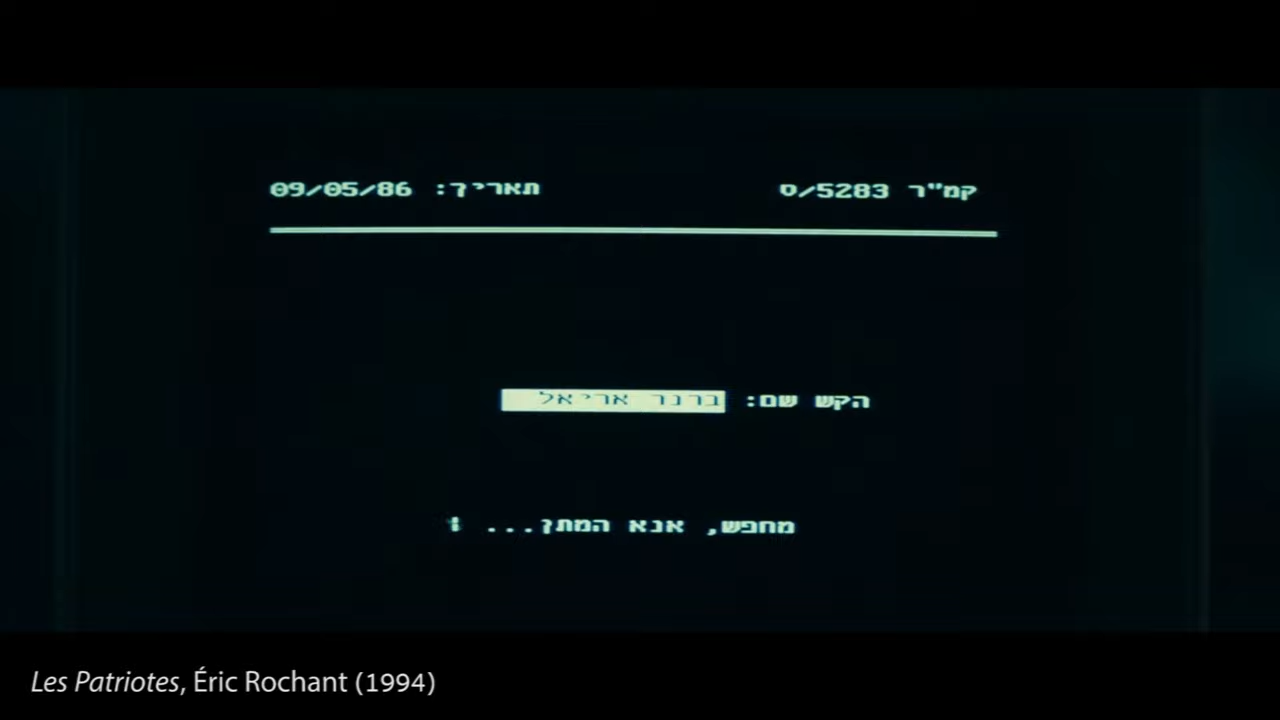 קמ"ר 5283/ס תאריך: 09/05/86
הקש שם: ברנר אריאל
מחפש, אנא המתן...
Les Patriotes, Éric Rochant (1994)